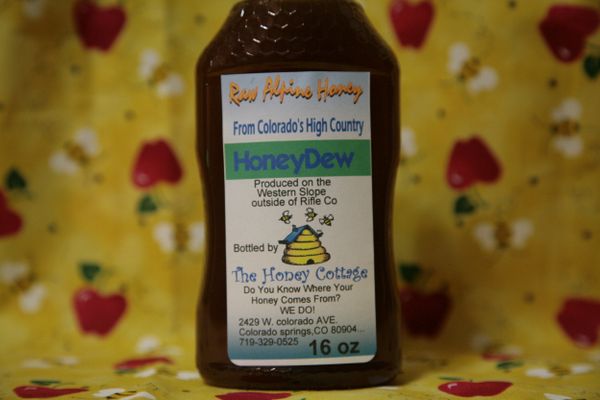 Raw Alpine Honey
From Colorado's High Country
HoneyDew
Produced on the
Western Slope
outside of Rifle Co
Bottled by
The Honey Cottage
Do You Know Where Your
Honey Comes From?
WE DO!
2429 W. colorado AVE.
Colorado springs,CO 80904...
719-329-0525
16 oz